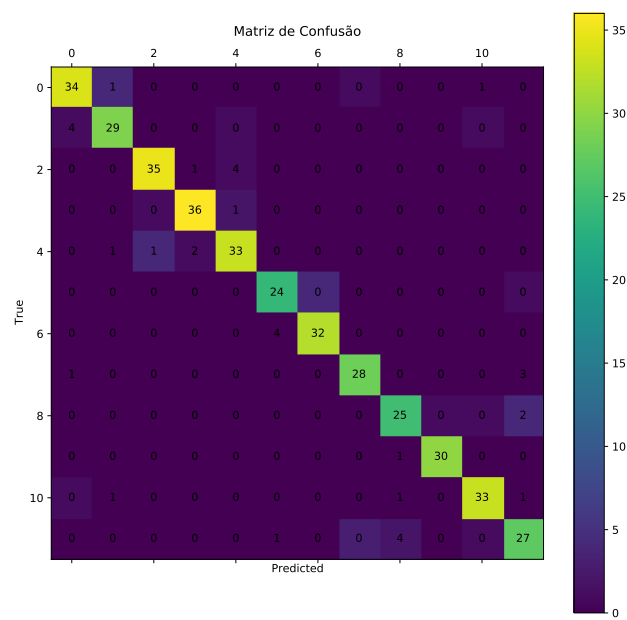 Matriz de Confusão
0 2 4 6 8 10
0 34 1 0 0 0 0 0 0 0 0 1 0
4 29 0 0 0 0 0 0 0 0 0 0
2 0 0 35 1 4 0 0 0 0 0 0 0
0 0 0 36 1 0 0 0 0 0 0 0
4 0 1 1 2 33 0 0 0 0 0 0 0
0 0 0 0 0 24 0 0 0 0 0 0
6 0 0 0 0 0 4 32 0 0 0 0 0
1 0 0 0 0 0 0 28 0 0 0 3
8 0 0 0 0 0 0 0 0 25 0 0 2
0 0 0 0 0 0 0 0 1 30 0 0
10 0 1 0 0 0 0 0 0 1 0 33 1
0 0 0 0 0 1 0 0 4 0 0 27
True
Predicted
35
30
25
20
15
10
5
0